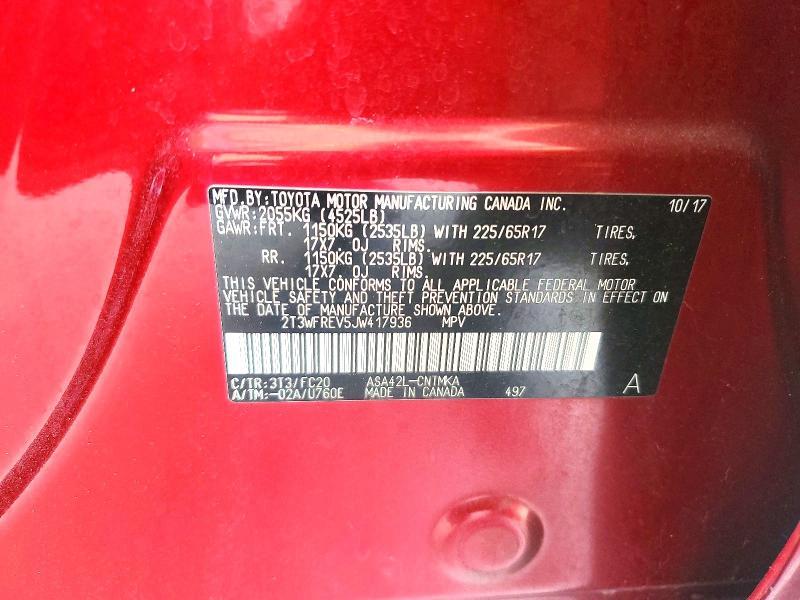 MFD.BY:TOYOTA MOTOR MANUFACTURING CANADA INC. 10/17
GVWR:2055KG (4525LB)
GAWR:FRT. 1150KG (2535LB) WITH 225/65R17 TIRES,
17X7.0J RIMS.
RR. 1150KG (2535LB) WITH 225/65R17 TIRES,
17X7.0J RIMS.
THIS VEHICLE CONFORMS TO ALL APPLICABLE FEDERAL MOTOR
VEHICLE SAFETY AND THEFT PREVENTION STANDARDS IN EFFECT ON
THE DATE OF MANUFACTURE SHOWN ABOVE.
2T3WFREV5JW417936 MPV
C/TR:3T3/FC20 ASA42L-CNTMKA
A/TM:-02A/U760E MADE IN CANADA 497 A